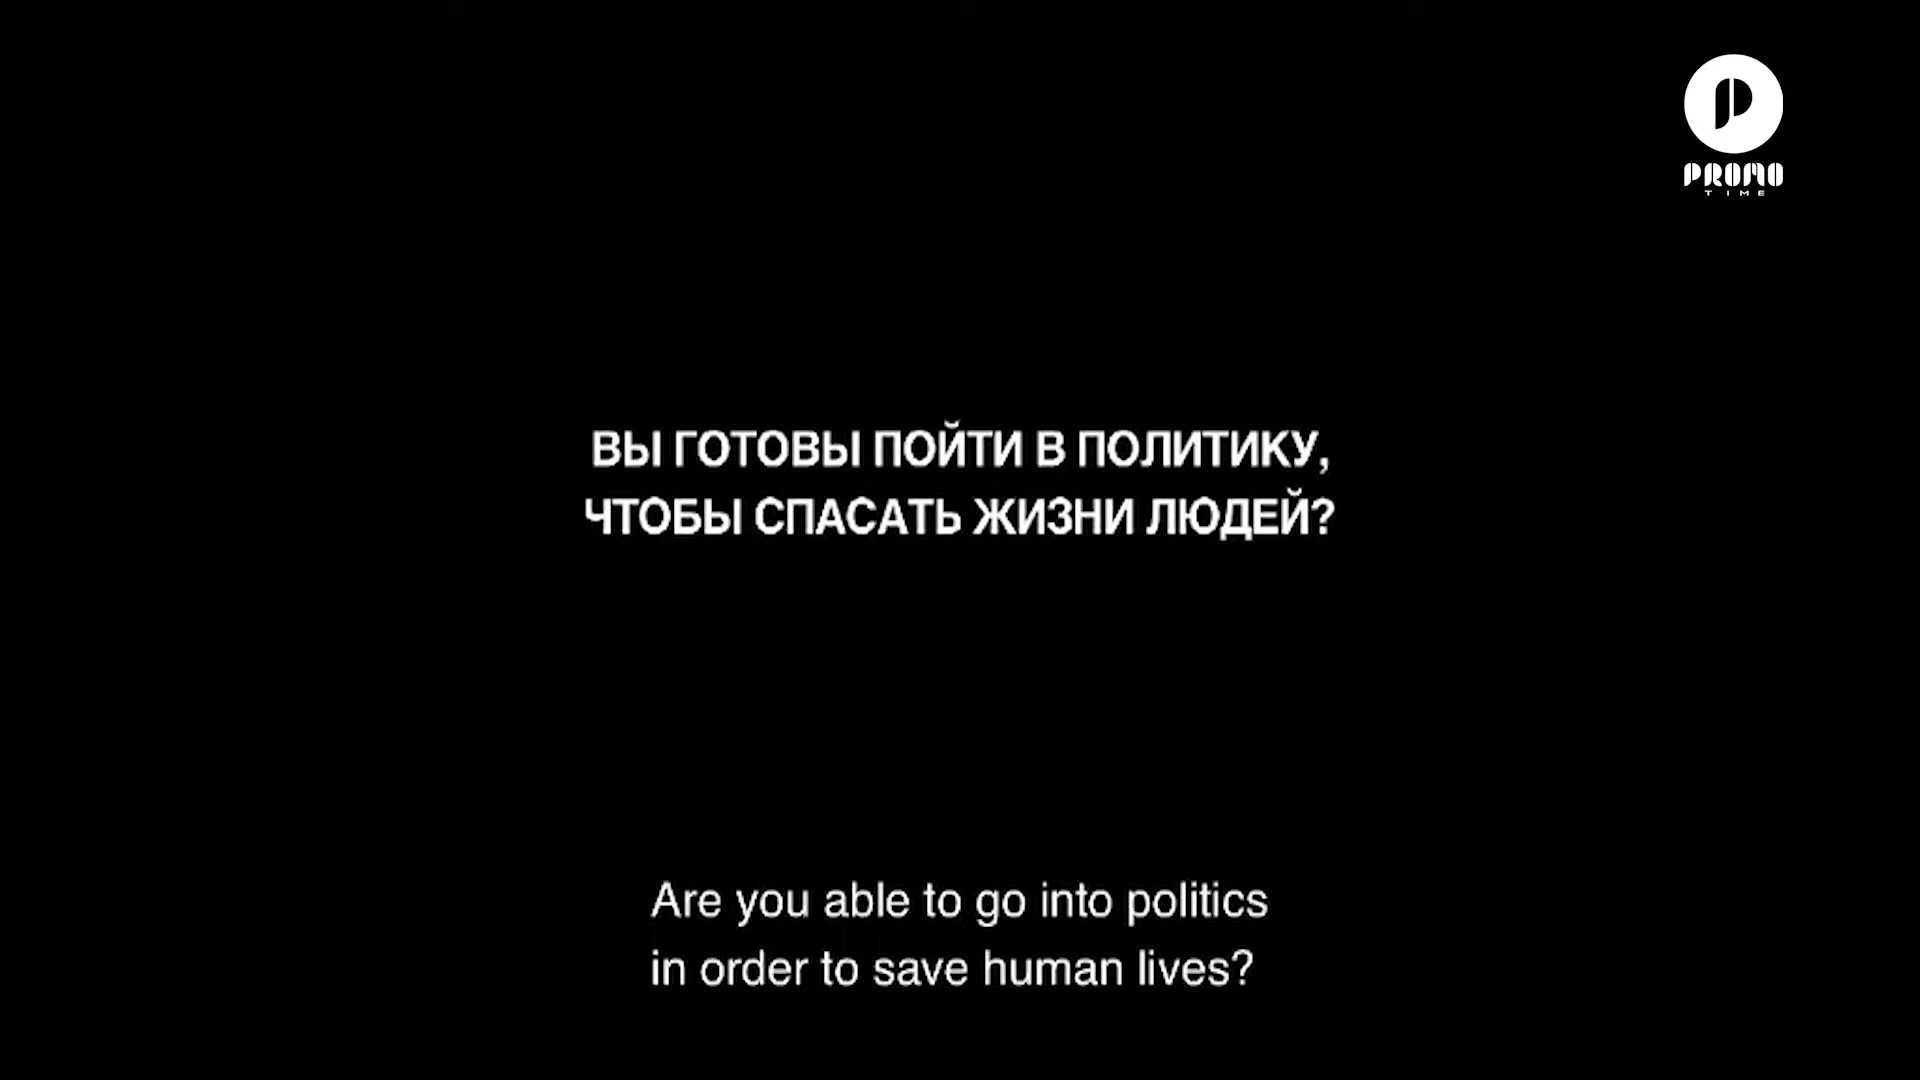 PROMO
TIME
ВЫ ГОТОВЫ ПОЙТИ В ПОЛИТИКУ,
ЧТОБЫ СПАСАТЬ ЖИЗНИ ЛЮДЕЙ?
Are you able to go into politics
in order to save human lives?